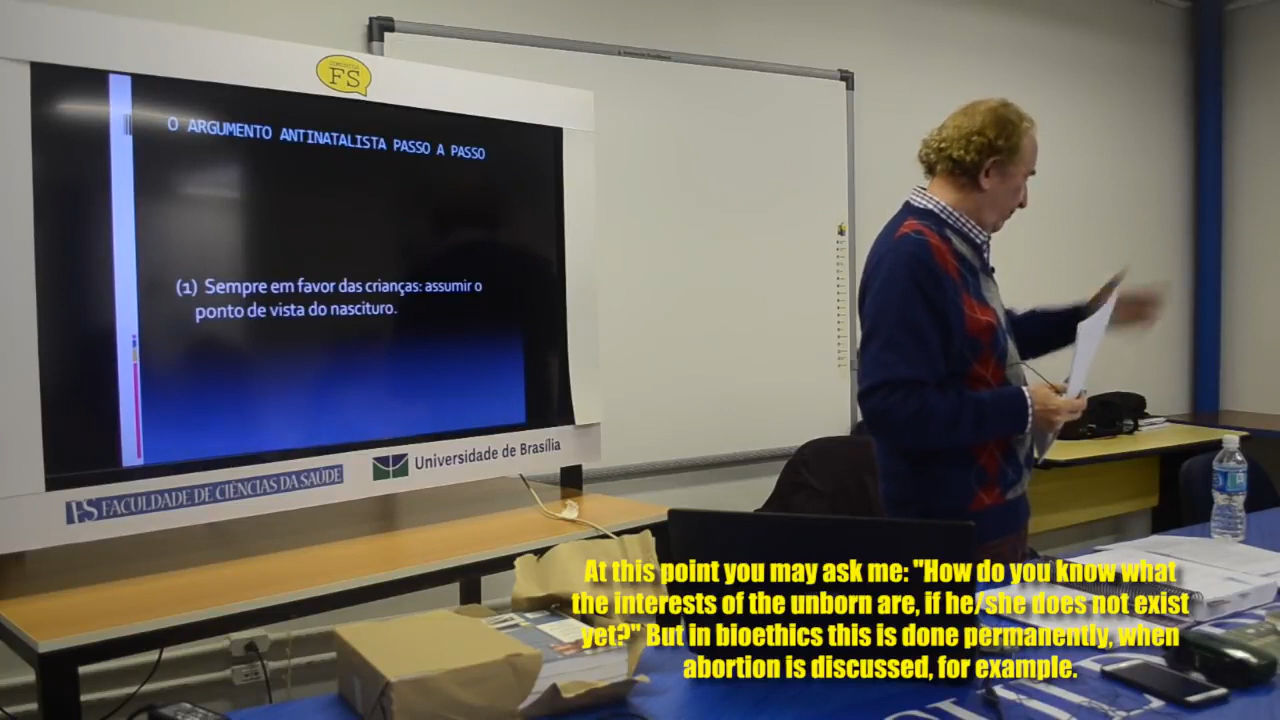 FS
O ARGUMENTO ANTINATALISTA PASSO A PASSO
(1) Sempre em favor das crianças: assumir o
ponto de vista do nascituro.
FS FACULDADE DE CIÊNCIAS DA SAÚDE
Universidade de Brasília
At this point you may ask me: "How do you know what
the interests of the unborn are, if he/she does not exist
yet?" But in bioethics this is done permanently, when
abortion is discussed, for example.